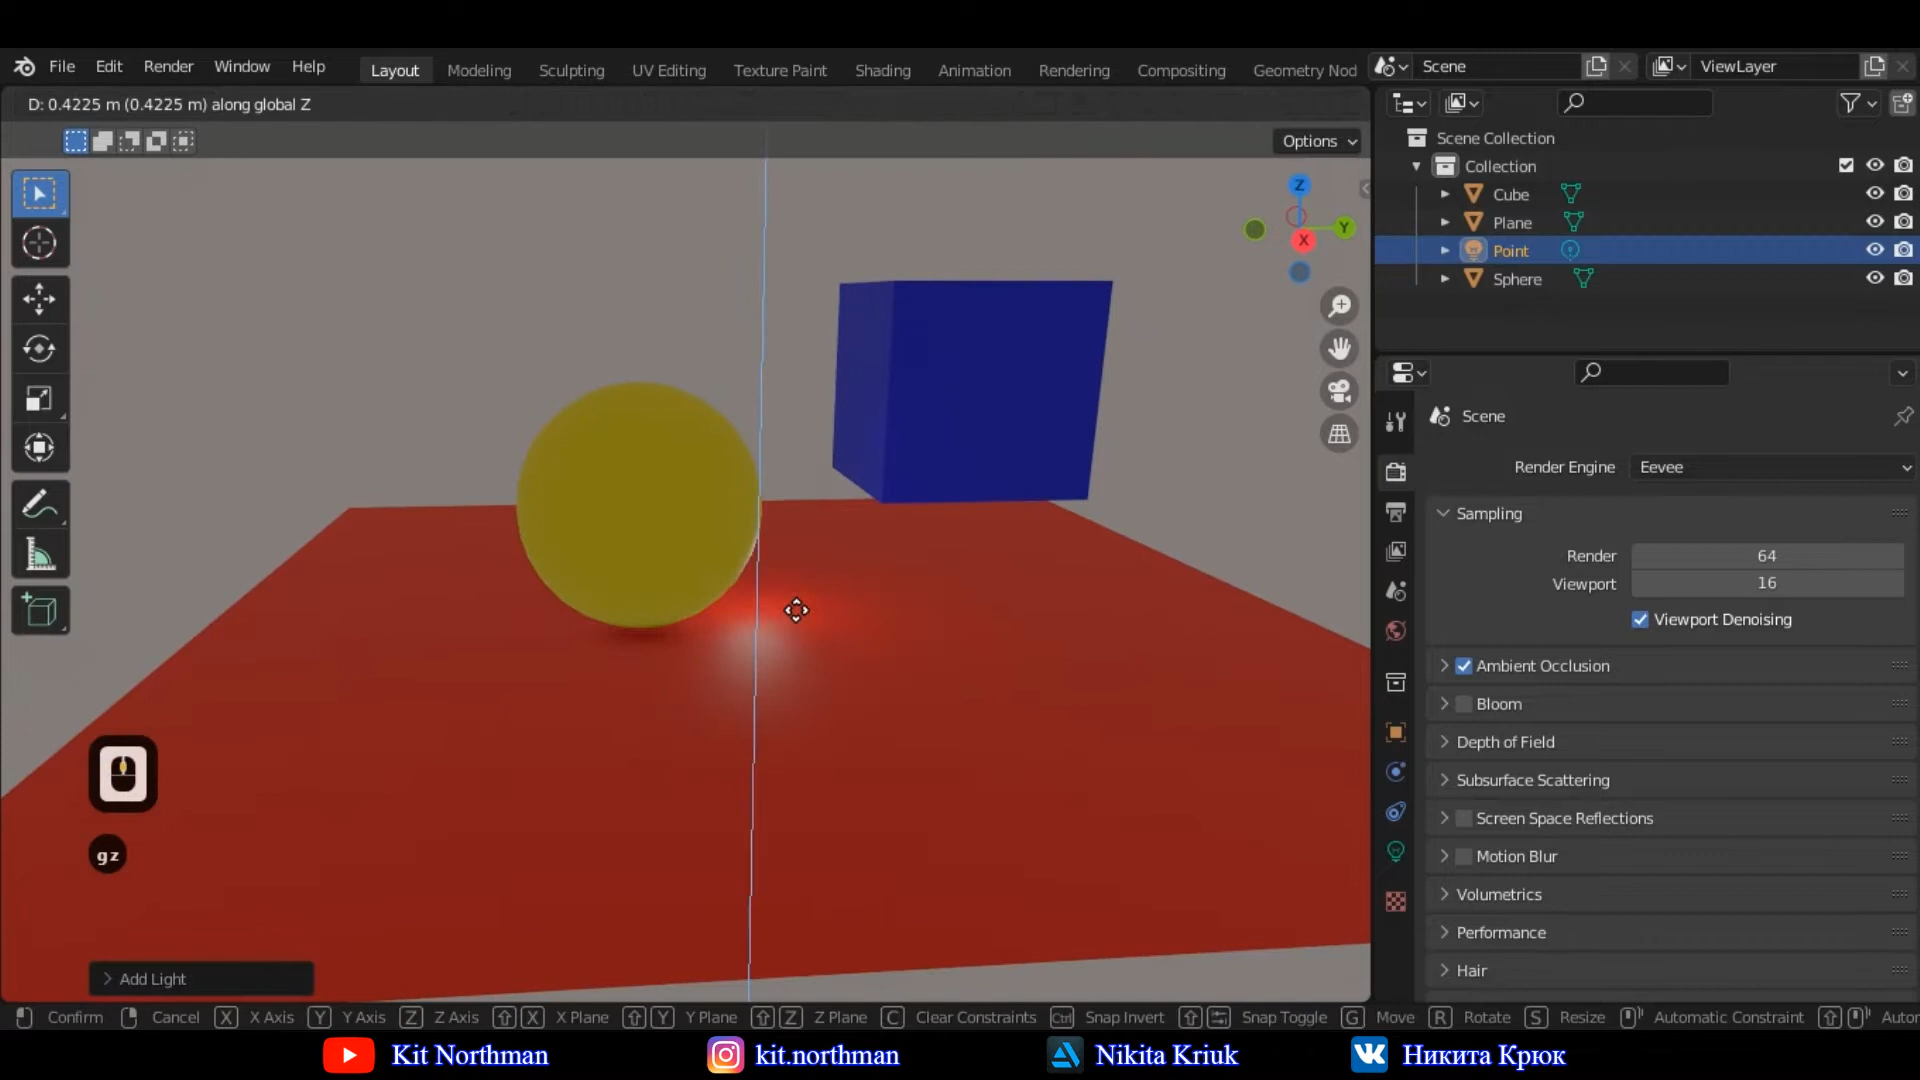 File Edit Render Window Help Layout Modeling Sculpting UV Editing Texture Paint Shading Animation Rendering Compositing Geometry Nod Scene ViewLayer
D: 0.4225 m (0.4225 m) along global Z
Options
Z
Y
X
Scene Collection
Collection
Cube
Plane
Point
Sphere
Scene
Render Engine Eevee
Sampling
Render 64
Viewport 16
Viewport Denoising
Ambient Occlusion
Bloom
Depth of Field
Subsurface Scattering
Screen Space Reflections
Motion Blur
Volumetrics
Performance
Hair
gz
Add Light
Confirm Cancel X X Axis Y Y Axis Z Z Axis X X Plane Y Y Plane Z Z Plane C Clear Constraints Ctrl Snap Invert Snap Toggle G Move R Rotate S Resize Automatic Constraint Autor
Kit Northman kit.northman Nikita Kriuk Никита Крюк